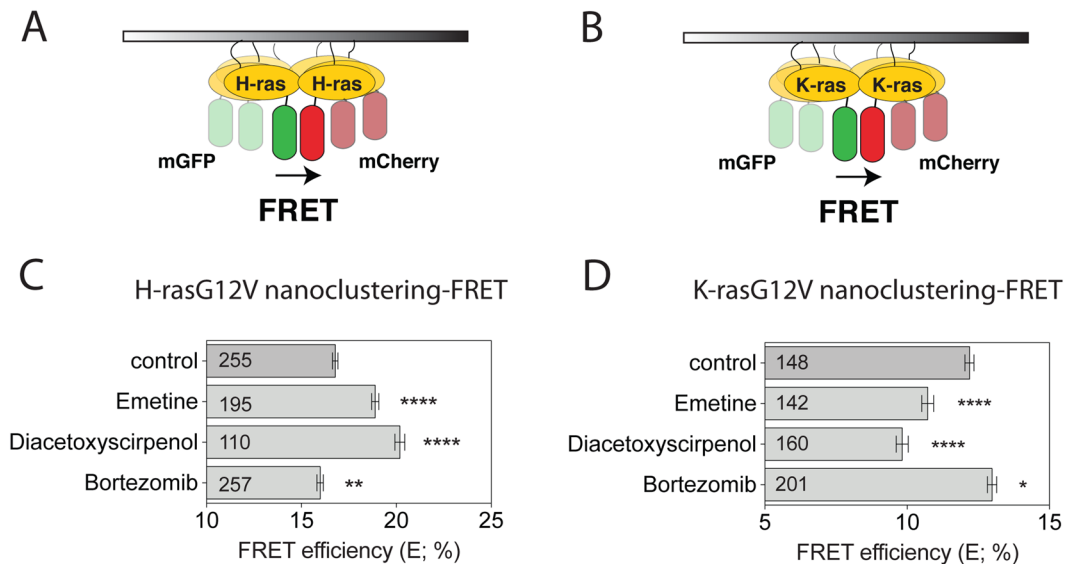 A
H-ras H-ras
mGFP mCherry
FRET
B
K-ras K-ras
mGFP mCherry
FRET
C
H-rasG12V nanoclustering-FRET
control 255
Emetine 195 ****
Diacetoxyscirpenol 110 ****
Bortezomib 257 **
10 15 20 25
FRET efficiency (E; %)
D
K-rasG12V nanoclustering-FRET
control 148
Emetine 142 ****
Diacetoxyscirpenol 160 ****
Bortezomib 201 *
5 10 15
FRET efficiency (E; %)